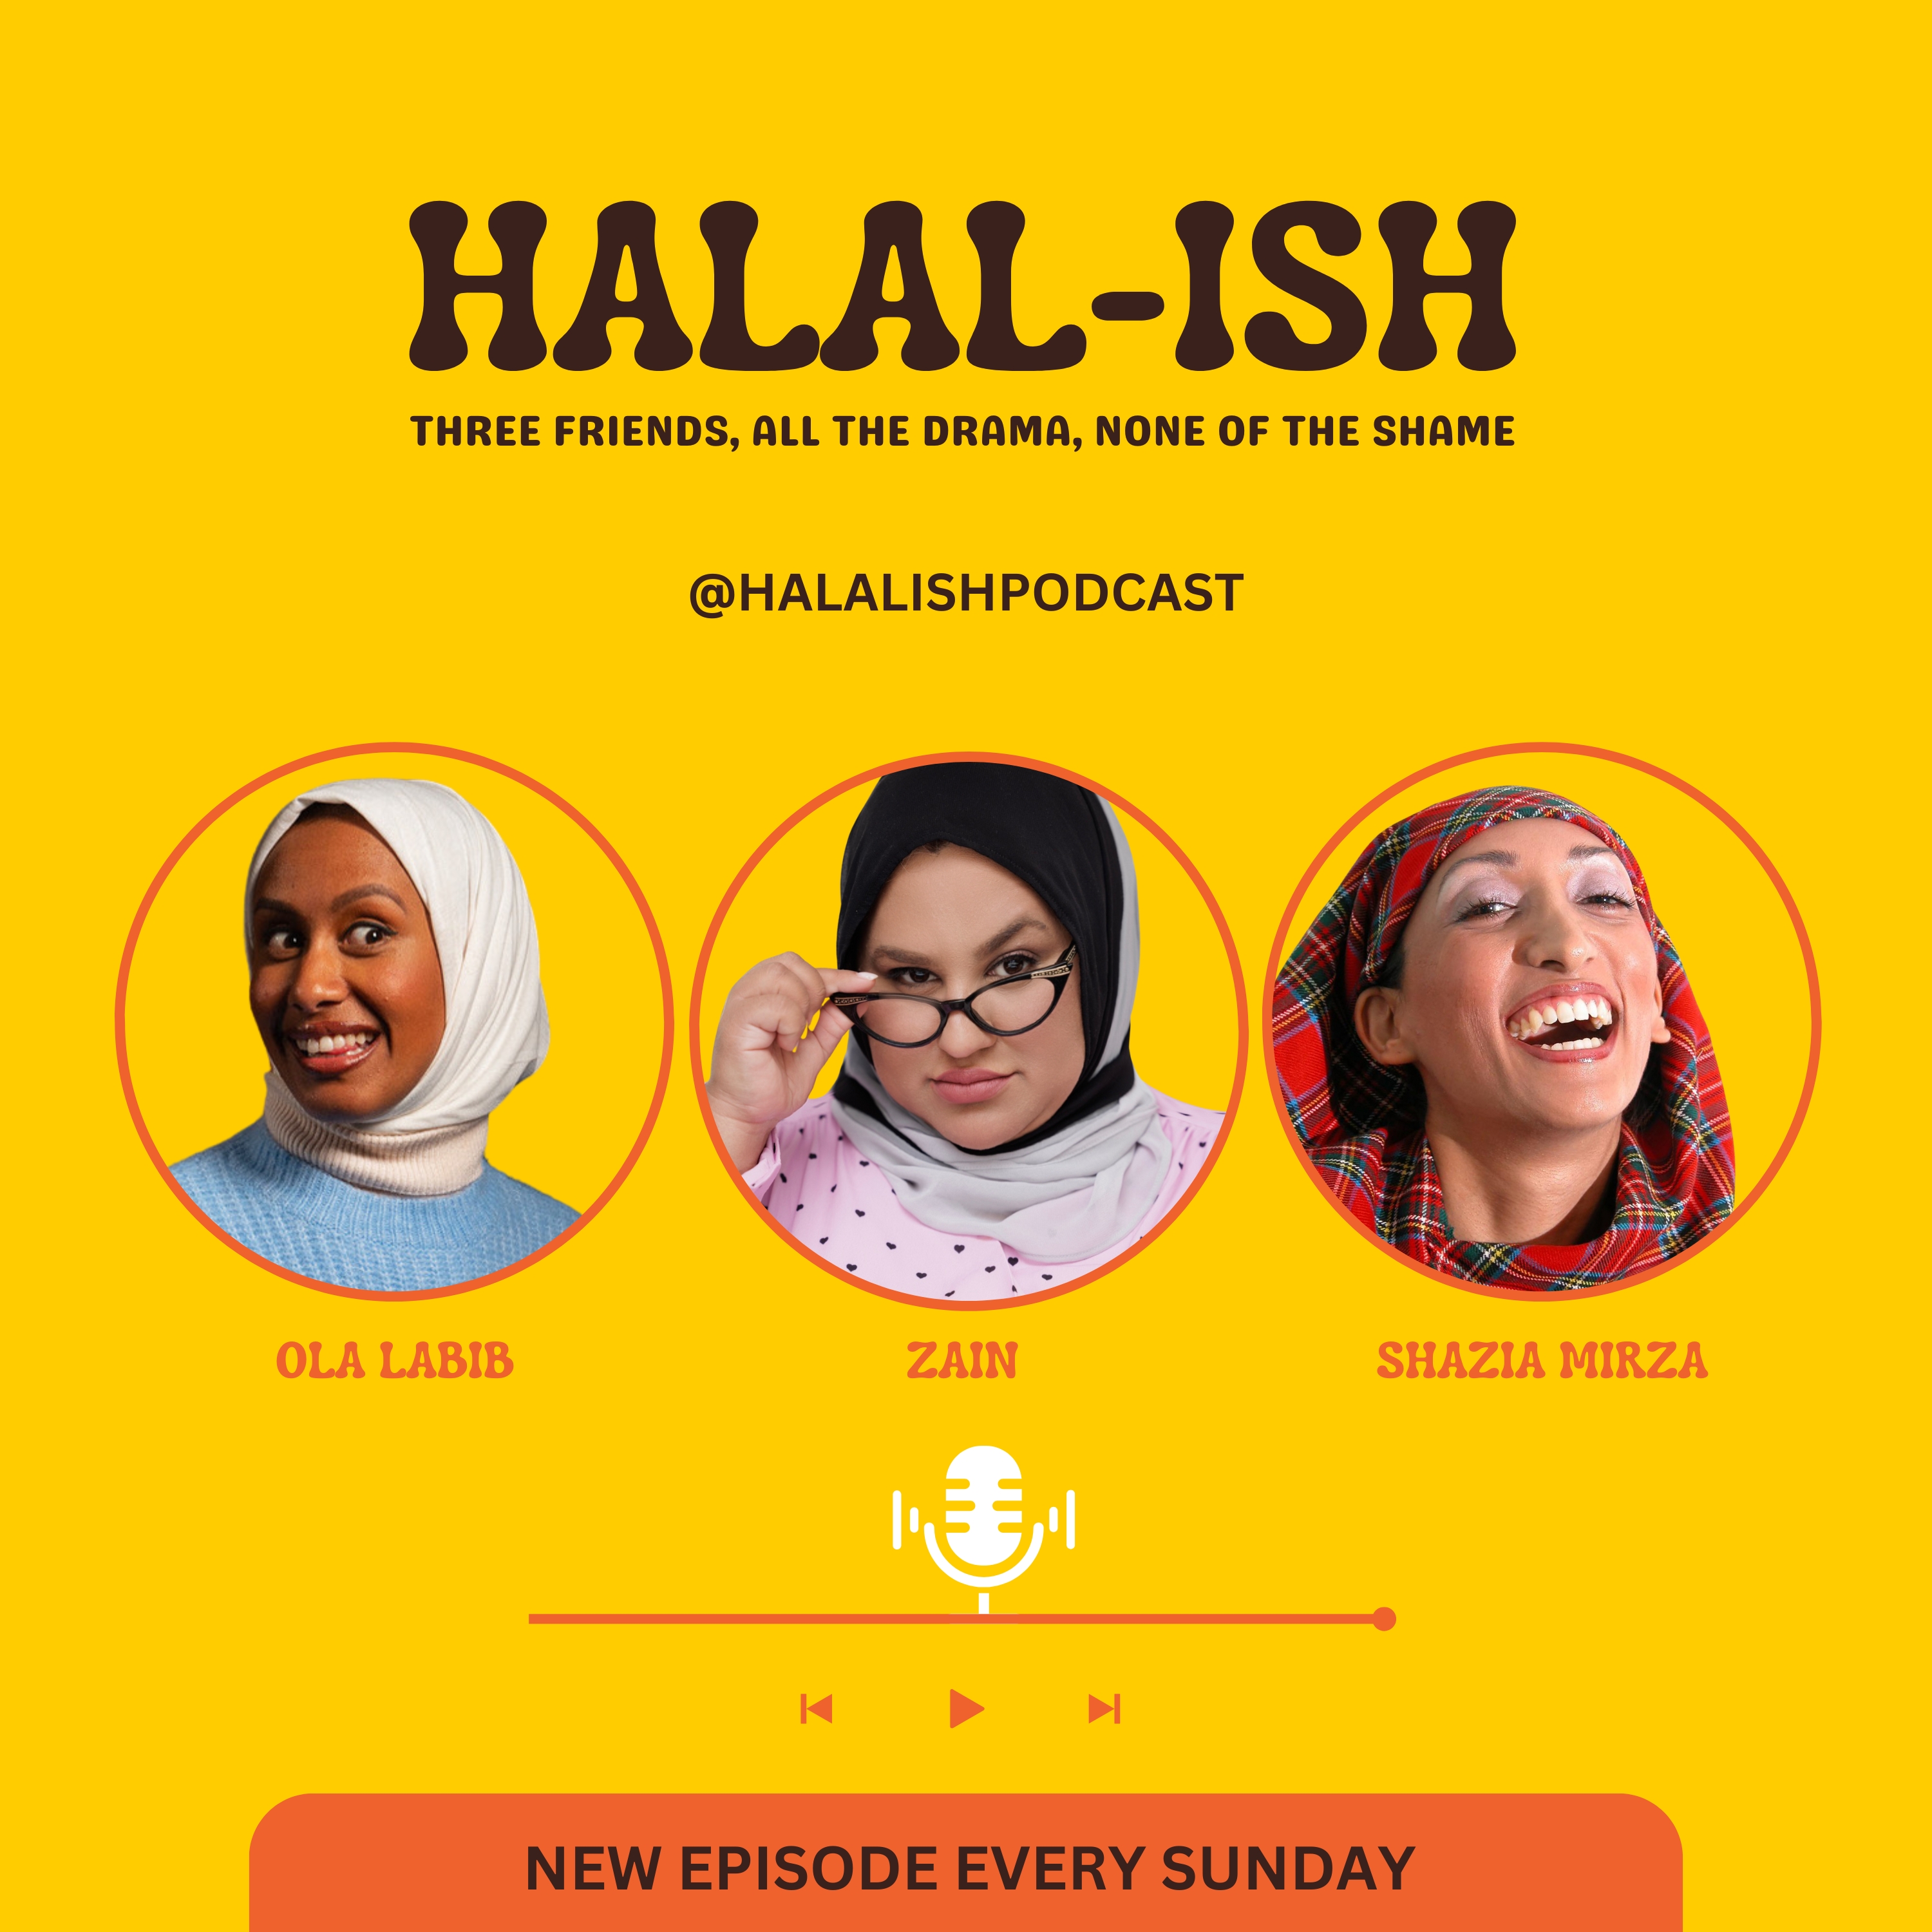 HALAL-ISH
THREE FRIENDS, ALL THE DRAMA, NONE OF THE SHAME
@HALALISHPODCAST
OLA LABIB
ZAIN
SHAZIA MIRZA
NEW EPISODE EVERY SUNDAY